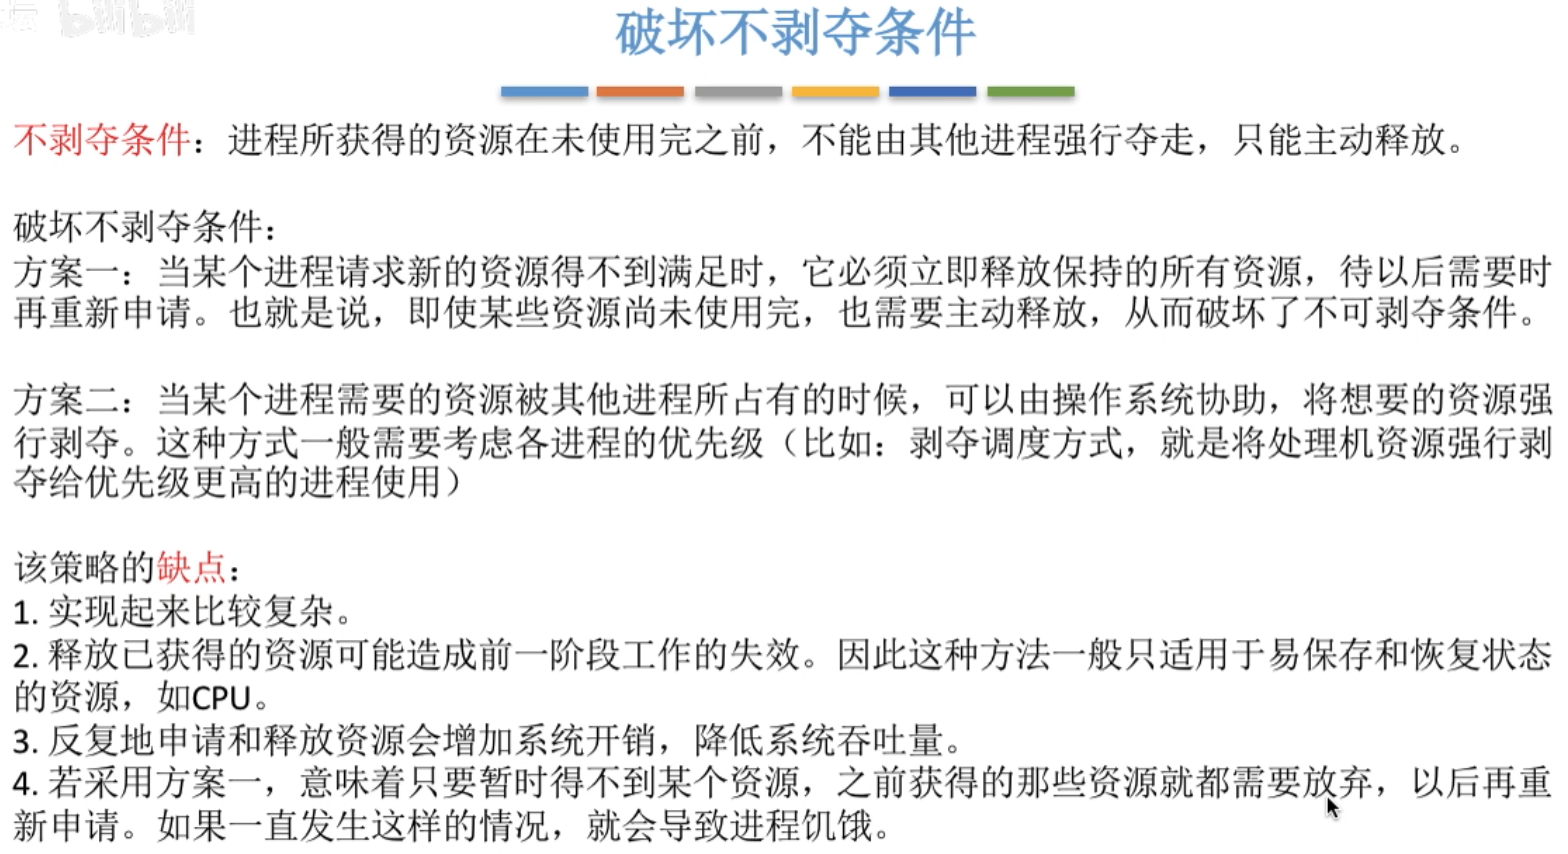 bilibili
破坏不剥夺条件
不剥夺条件：进程所获得的资源在未使用完之前，不能由其他进程强行夺走，只能主动释放。
破坏不剥夺条件：
方案一：当某个进程请求新的资源得不到满足时，它必须立即释放保持的所有资源，待以后需要时
再重新申请。也就是说，即使某些资源尚未使用完，也需要主动释放，从而破坏了不可剥夺条件。
方案二：当某个进程需要的资源被其他进程所占有的时候，可以由操作系统协助，将想要的资源强
行剥夺。这种方式一般需要考虑各进程的优先级（比如：剥夺调度方式，就是将处理机资源强行剥
夺给优先级更高的进程使用）
该策略的缺点：
1. 实现起来比较复杂。
2. 释放已获得的资源可能造成前一阶段工作的失效。因此这种方法一般只适用于易保存和恢复状态
的资源，如CPU。
3. 反复地申请和释放资源会增加系统开销，降低系统吞吐量。
4. 若采用方案一，意味着只要暂时得不到某个资源，之前获得的那些资源就都需要放弃，以后再重
新申请。如果一直发生这样的情况，就会导致进程饥饿。